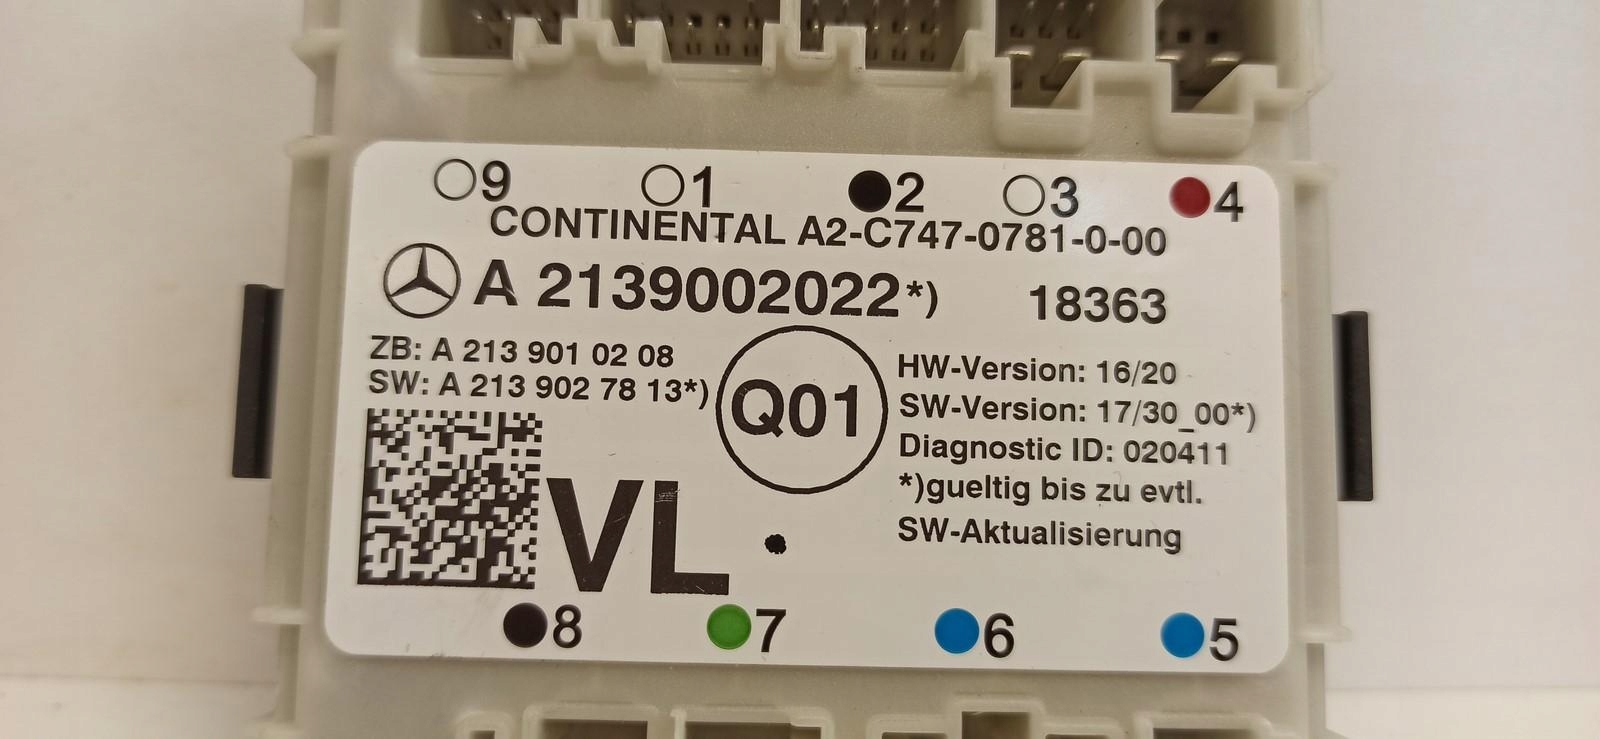 9 1 2 3 4
CONTINENTAL A2-C747-0781-0-00
A 2139002022*) 18363
ZB: A 213 901 0208
SW: A 213 902 78 13*)
Q01
HW-Version: 16/20
SW-Version: 17/30_00*)
Diagnostic ID: 020411
*)gueltig bis zu evtl.
SW-Aktualisierung
VL
8 7 6 5